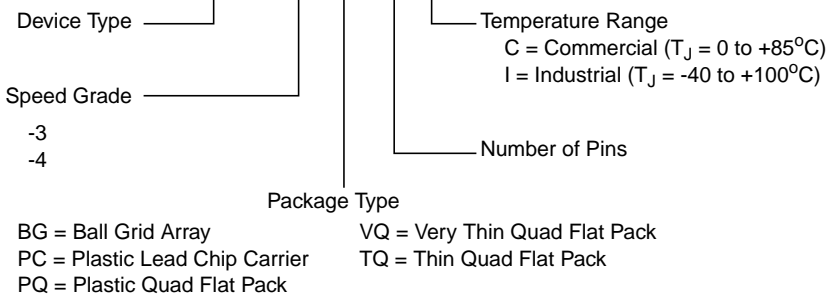 Device Type
Temperature Range
C = Commercial (TJ = 0 to +85°C)
I = Industrial (TJ = -40 to +100°C)
Speed Grade
-3
-4
Number of Pins
Package Type
BG = Ball Grid Array
VQ = Very Thin Quad Flat Pack
PC = Plastic Lead Chip Carrier
TQ = Thin Quad Flat Pack
PQ = Plastic Quad Flat Pack